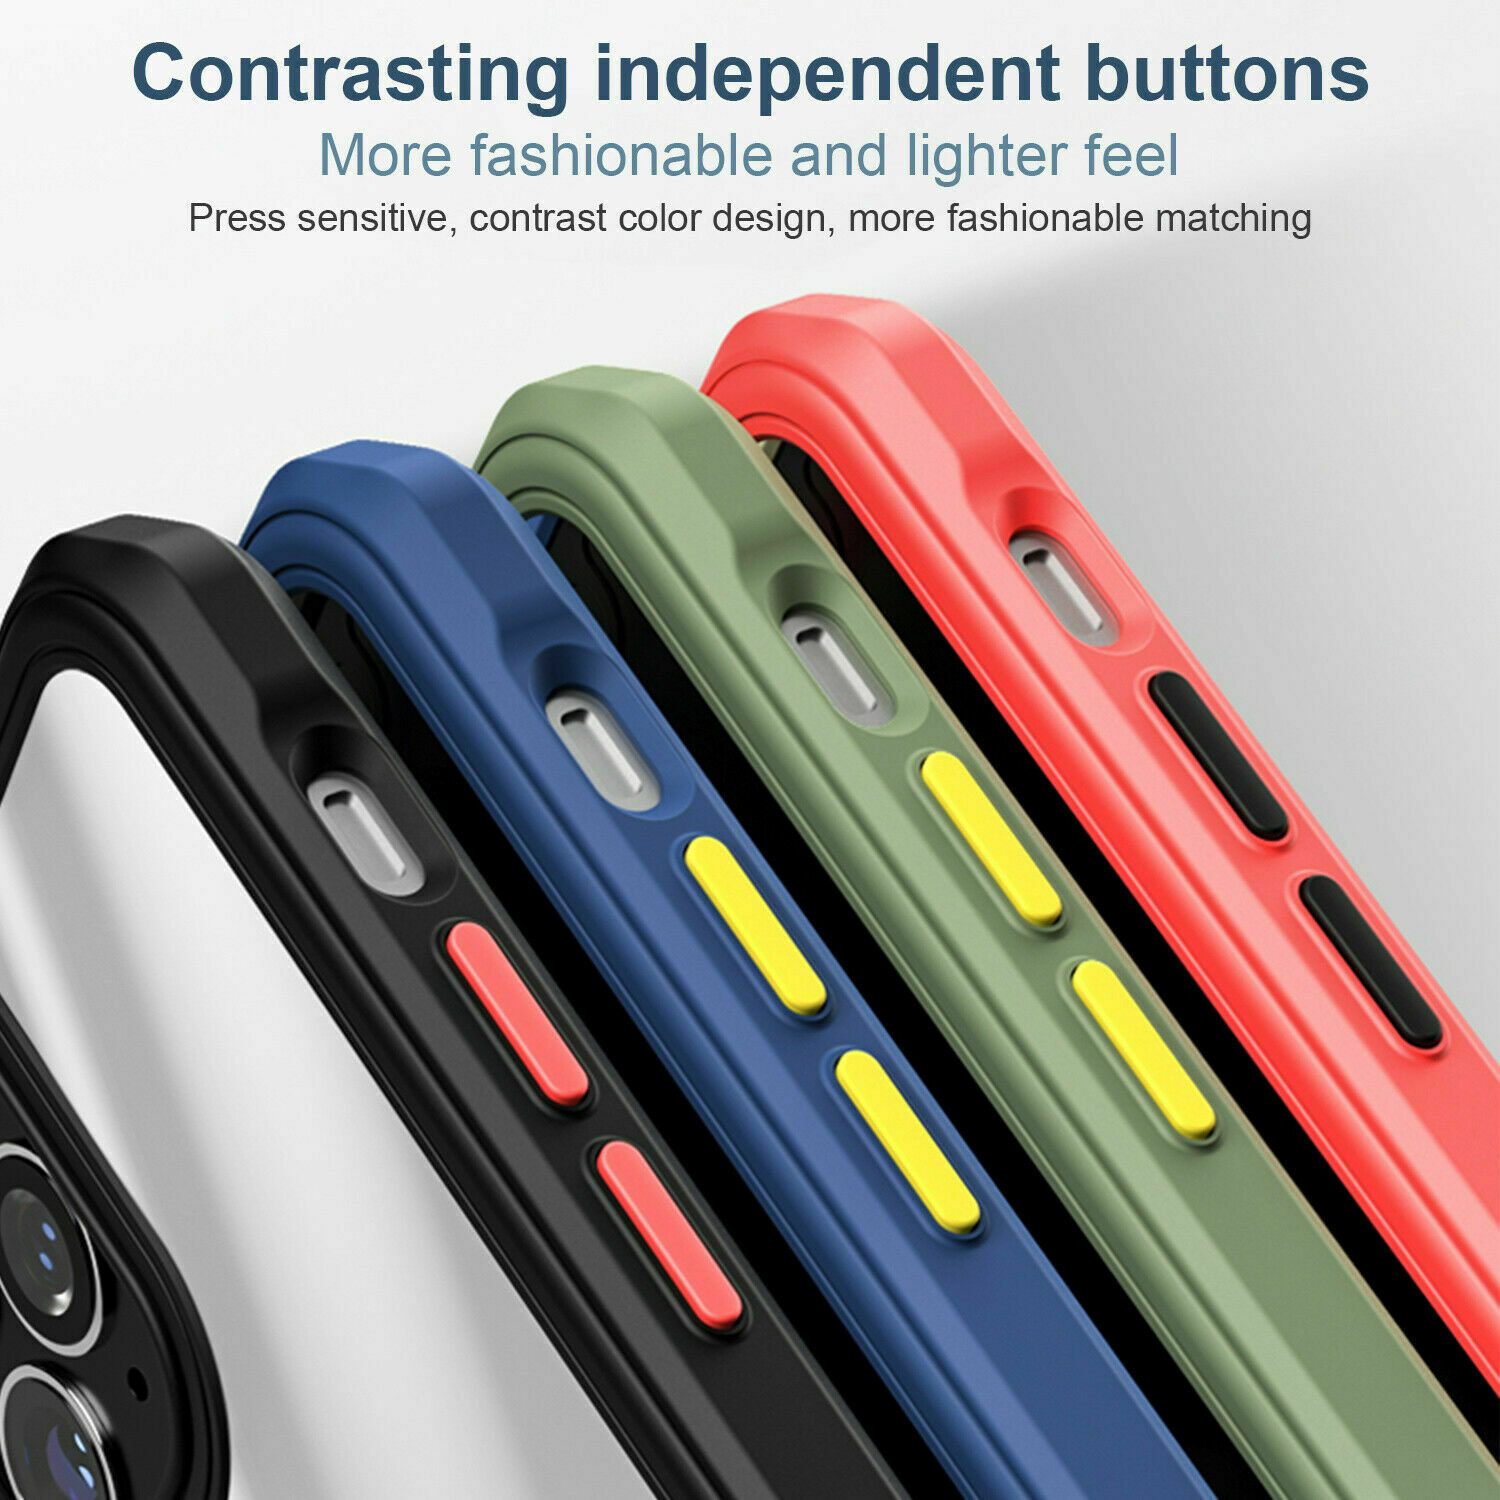 Contrasting independent buttons
More fashionable and lighter feel
Press sensitive, contrast color design, more fashionable matching